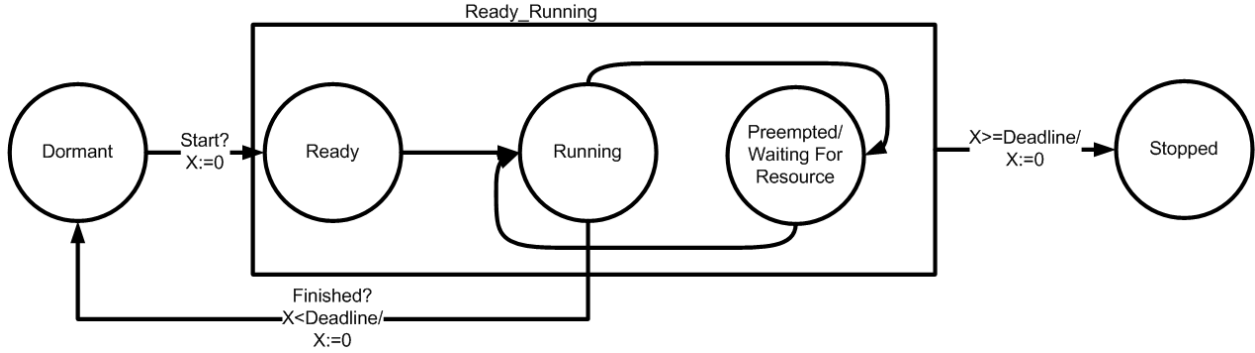 Ready_Running
Dormant
Start?
X:=0
Ready
Running
Preempted/
Waiting For
Resource
X>=Deadline/
X:=0
Stopped
Finished?
X<Deadline/
X:=0